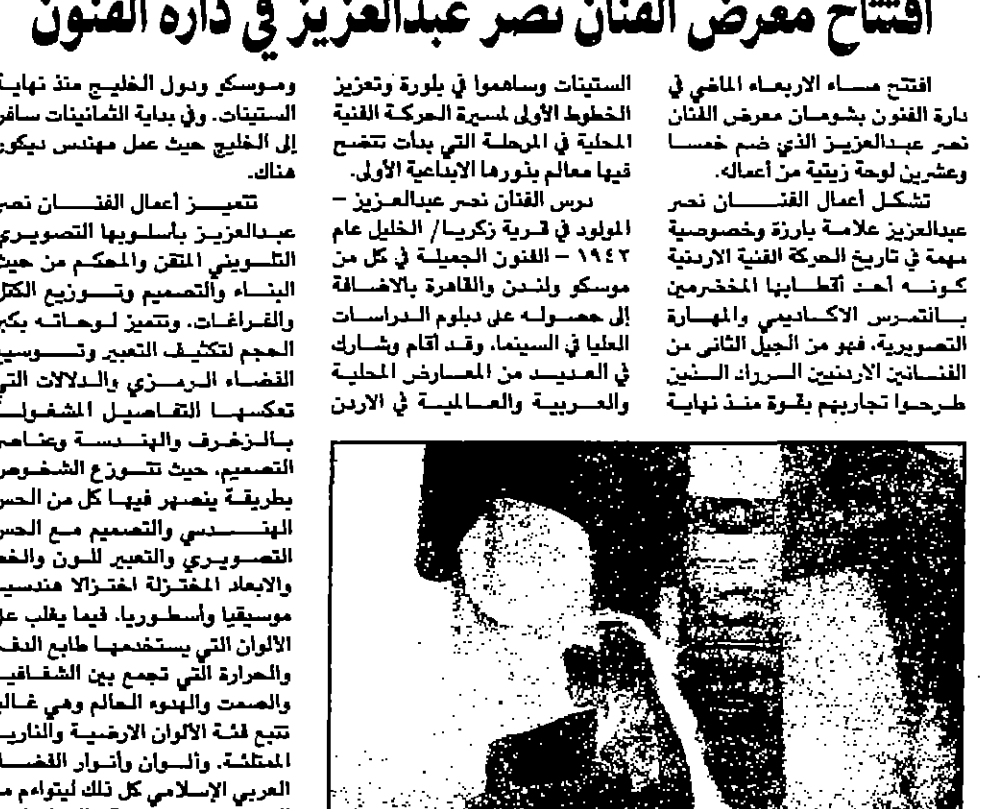 افتتاح معرض الفنان نصر عبدالعزيز في دارة الفنون
افتتح مساء الاربعاء الماضي في
دارة الفنون بشومان معرض الفنان
نصر عبدالعزيز الذي ضم خمسا
وعشرين لوحة زيتية من أعماله.
تشكل أعمال الفنان نصر
عبدالعزيز علامة بارزة وخصوصية
مهمة في تاريخ الحركة الفنية الاردنية
كونه أحد أقطابها المخضرمين
بالتمرس الاكاديمي والمهارة
التصويرية، فهو من الجيل الثاني من
الفنانين الاردنيين الرواد الذين
طرحوا تجاربهم بقوة منذ نهاية
الستينات وساهموا في بلورة وتعزيز
الخطوط الأولى لمسيرة الحركة الفنية
المحلية في المرحلة التي بدأت تتضح
فيها معالم بذورها الابداعية الأولى.
درس الفنان نصر عبدالعزيز –
المولود في قرية زكريا/ الخليل عام
١٩٤٢ – الفنون الجميلة في كل من
موسكو ولندن والقاهرة بالاضافة
إلى حصوله على دبلوم الدراسات
العليا في السينما، وقد أقام وشارك
في العديد من المعارض المحلية
والعربية والعالمية في الاردن
وموسكو ودول الخليج منذ نهاية
الستينات. وفي بداية الثمانينات سافر
إلى الخليج حيث عمل مهندس ديكور
هناك.
تتميز أعمال الفنان نصر
عبدالعزيز بأسلوبها التصويري
التلويني المتقن والمحكم من حيث
البناء والتصميم وتوزيع الكتل
والفراغات. وتتميز لوحاته بكبر
الحجم لتكثيف التعبير وتوسيع
الفضاء الرمزي والدلالات التي
تعكسها التفاصيل المشغولة
بالزخرف والهندسة وعناصر
التصميم، حيث تتوزع الشخوص
بطريقة ينصهر فيها كل من الحس
الهندسي والتصميم مع الحس
التصويري والتعبير للون والخط
والابعاد المختزلة اختزالا هندسيا
موسيقيا وأسطوريا، فيما يغلب على
الألوان التي يستخدمها طابع الدفء
والحرارة التي تجمع بين الشفافية
والصمت والهدوء الحالم وهي غالبا
تتبع فئة الألوان الارضية والنارية
الممتلئة، وألوان وأنوار الفضاء
العربي الإسلامي كل ذلك ليتواءم مع